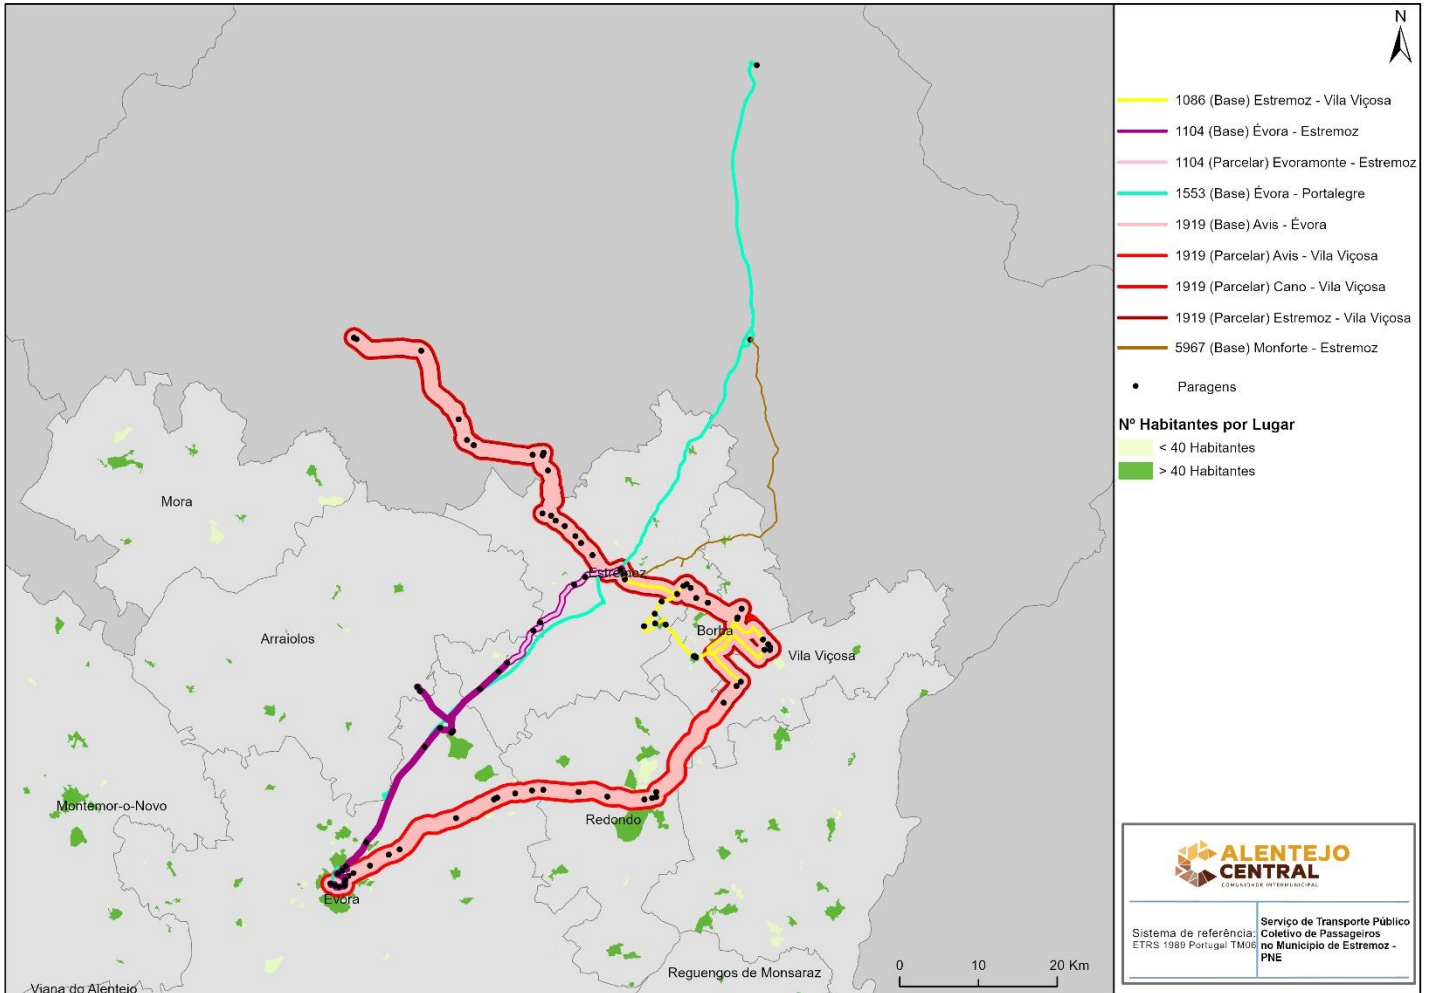 N
1086 (Base) Estremoz - Vila Viçosa
1104 (Base) Évora - Estremoz
1104 (Parcelar) Evoramonte - Estremoz
1553 (Base) Évora - Portalegre
1919 (Base) Avis - Évora
1919 (Parcelar) Avis - Vila Viçosa
1919 (Parcelar) Cano - Vila Viçosa
1919 (Parcelar) Estremoz - Vila Viçosa
5967 (Base) Monforte - Estremoz
Paragens
Nº Habitantes por Lugar
< 40 Habitantes
> 40 Habitantes
Mora
Estremoz
Arraiolos
Borba
Vila Viçosa
Montemor-o-Novo
Redondo
Évora
Reguengos de Monsaraz
Viana do Alentejo
0 10 20 Km
ALENTEJO
CENTRAL
COMUNIDADE INTERMUNICIPAL
Sistema de referência:
ETRS 1989 Portugal TM06
Serviço de Transporte Público
Coletivo de Passageiros
no Município de Estremoz -
PNE